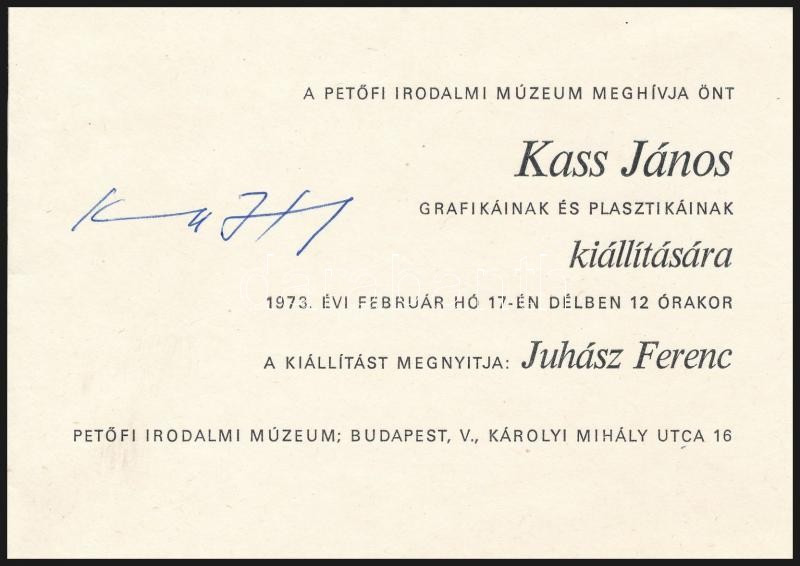 A PETŐFI IRODALMI MÚZEUM MEGHÍVJA ÖNT
Kass János
GRAFIKÁINAK ÉS PLASZTIKÁINAK
kiállítására
1973. ÉVI FEBRUÁR HÓ 17-ÉN DÉLBEN 12 ÓRAKOR
A KIÁLLÍTÁST MEGNYITJA: Juhász Ferenc
PETŐFI IRODALMI MÚZEUM; BUDAPEST, V., KÁROLYI MIHÁLY UTCA 16